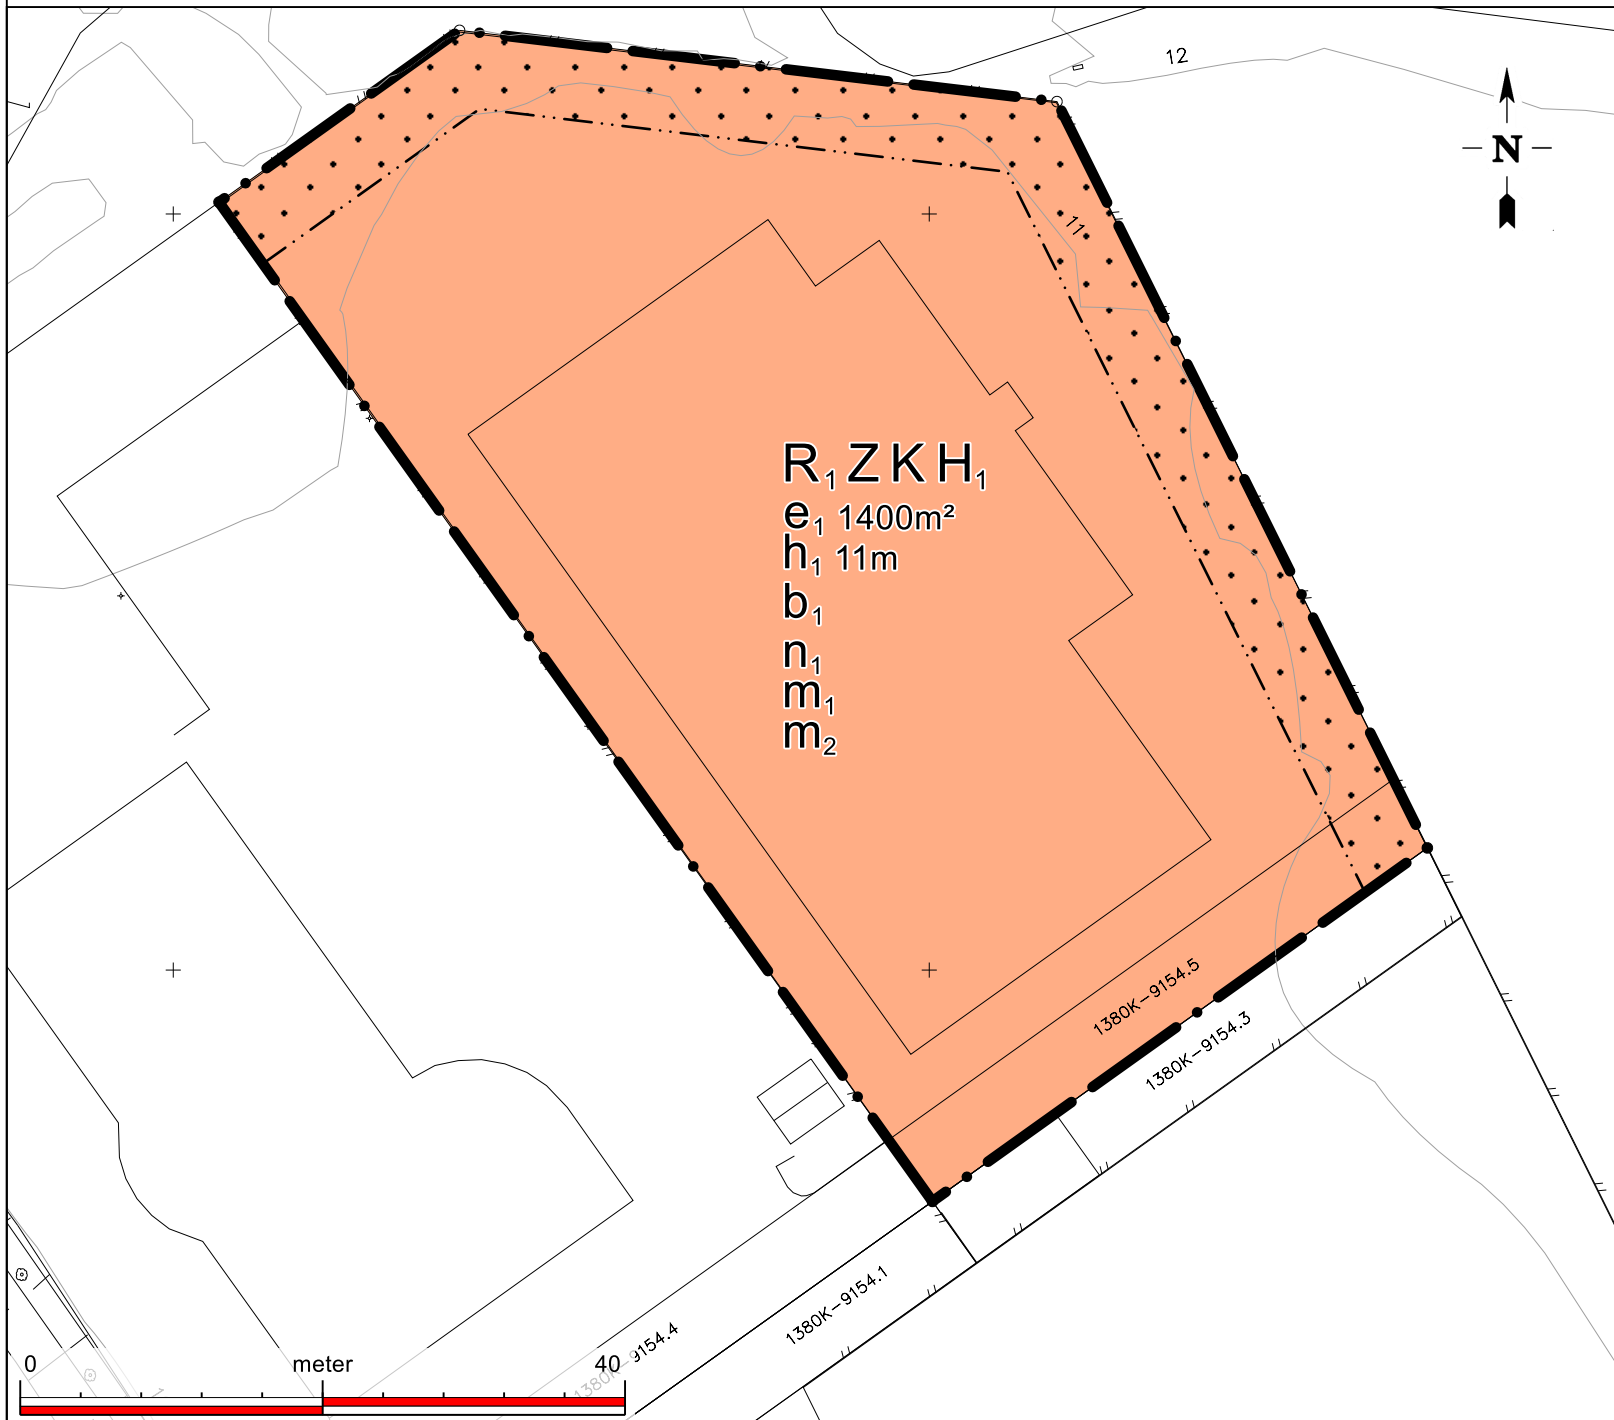 12
N
11
R₁ Z K H₁
e₁ 1400m²
h₁ 11m
b₁
n₁
m₁
m₂
1380K-9154.5
1380K-9154.3
1380K-9154.1
1380K-9154.4
0 meter 40